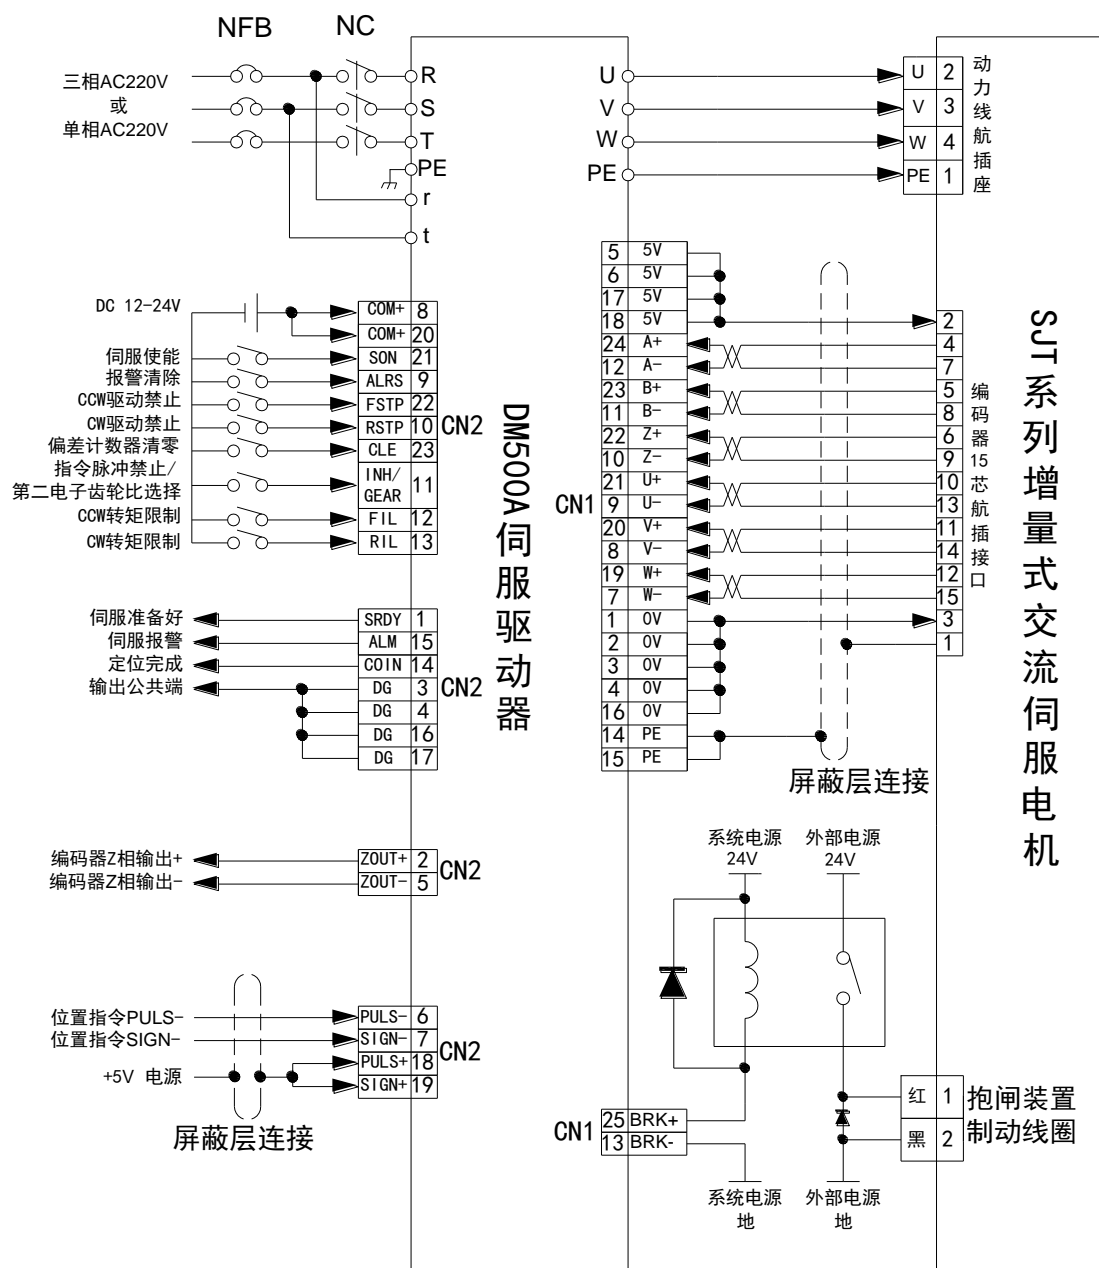 NFB NC
三相AC220V
或
单相AC220V
R
S
T
PE
r
t
U
V
W
PE
U 2
V 3
W 4
PE 1
动力线航插座
DC 12-24V
伺服使能
报警清除
CCW驱动禁止
CW驱动禁止
偏差计数器清零
指令脉冲禁止/
第二电子齿轮比选择
CCW转矩限制
CW转矩限制
COM+ 8
COM+ 20
SON 21
ALRS 9
FSTP 22
RSTP 10
CLE 23
INH/
GEAR 11
FIL 12
RIL 13
CN2
伺服准备好
伺服报警
定位完成
输出公共端
SRDY 1
ALM 15
COIN 14
DG 3
DG 4
DG 16
DG 17
CN2
编码器Z相输出+
编码器Z相输出-
ZOUT+ 2
ZOUT- 5
CN2
位置指令PULS-
位置指令SIGN-
+5V 电源
PULS- 6
SIGN- 7
PULS+ 18
SIGN+ 19
CN2
屏蔽层连接
DM500A伺服驱动器
CN1
5 5V
6 5V
17 5V
18 5V
24 A+
12 A-
23 B+
11 B-
22 Z+
10 Z-
21 U+
9 U-
20 V+
8 V-
19 W+
7 W-
1 0V
2 0V
3 0V
4 0V
16 0V
14 PE
15 PE
2
4
7
5
8
6
9
10
13
11
14
12
15
3
1
编码器15芯航插接口
屏蔽层连接
SJT系列增量式交流伺服电机
系统电源
24V
外部电源
24V
CN1
25 BRK+
13 BRK-
系统电源
地
外部电源
地
红 1
黑 2
抱闸装置
制动线圈